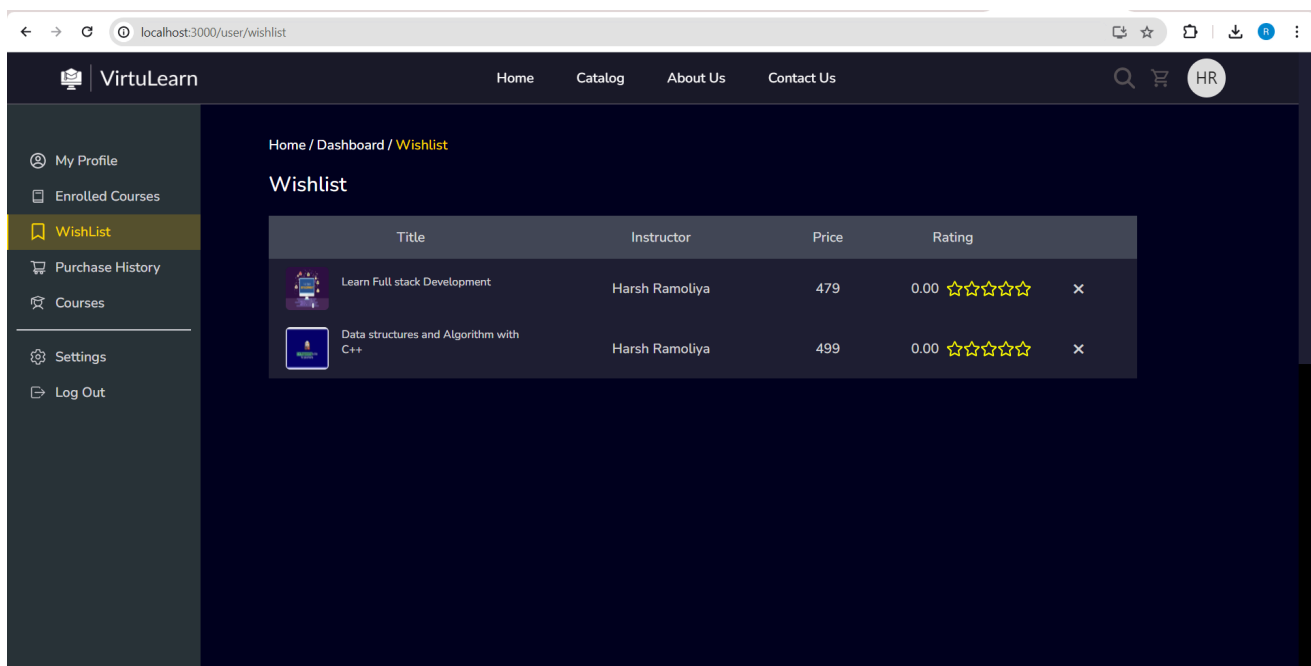 localhost:3000/user/wishlist
R
VirtuLearn
Home Catalog About Us Contact Us
HR
My Profile
Enrolled Courses
WishList
Purchase History
Courses
Settings
Log Out
Home / Dashboard / Wishlist
Wishlist
Title Instructor Price Rating
Learn Full stack Development Harsh Ramoliya 479 0.00
Data structures and Algorithm with
C++ Harsh Ramoliya 499 0.00